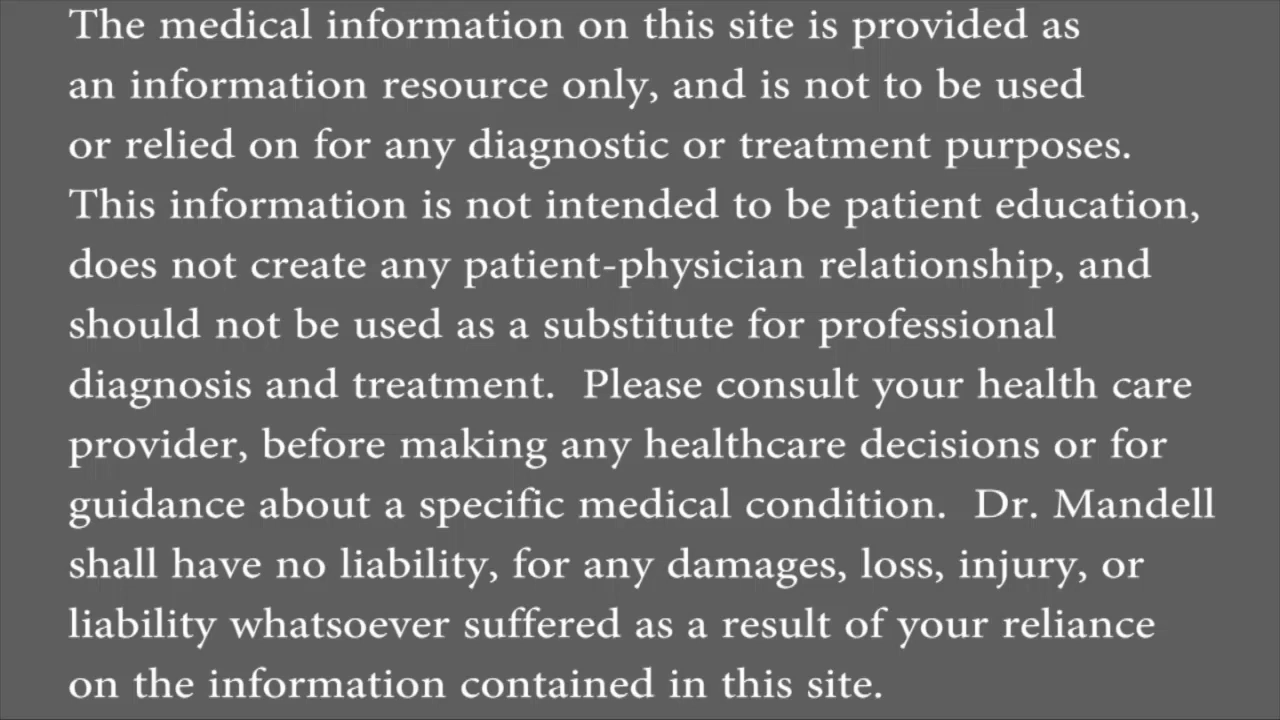 The medical information on this site is provided as
an information resource only, and is not to be used
or relied on for any diagnostic or treatment purposes.
This information is not intended to be patient education,
does not create any patient-physician relationship, and
should not be used as a substitute for professional
diagnosis and treatment.  Please consult your health care
provider, before making any healthcare decisions or for
guidance about a specific medical condition.  Dr. Mandell
shall have no liability, for any damages, loss, injury, or
liability whatsoever suffered as a result of your reliance
on the information contained in this site.